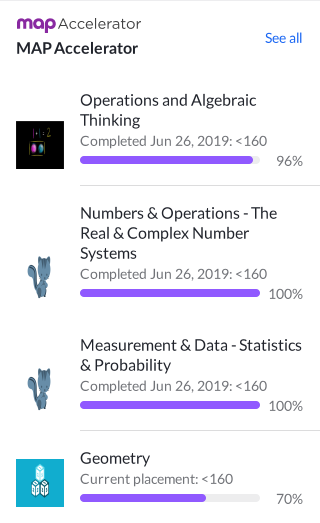 map Accelerator
MAP Accelerator
See all
Operations and Algebraic
Thinking
Completed Jun 26, 2019: <160
96%
Numbers & Operations - The
Real & Complex Number
Systems
Completed Jun 26, 2019: <160
100%
Measurement & Data - Statistics
& Probability
Completed Jun 26, 2019: <160
100%
Geometry
Current placement: <160
70%